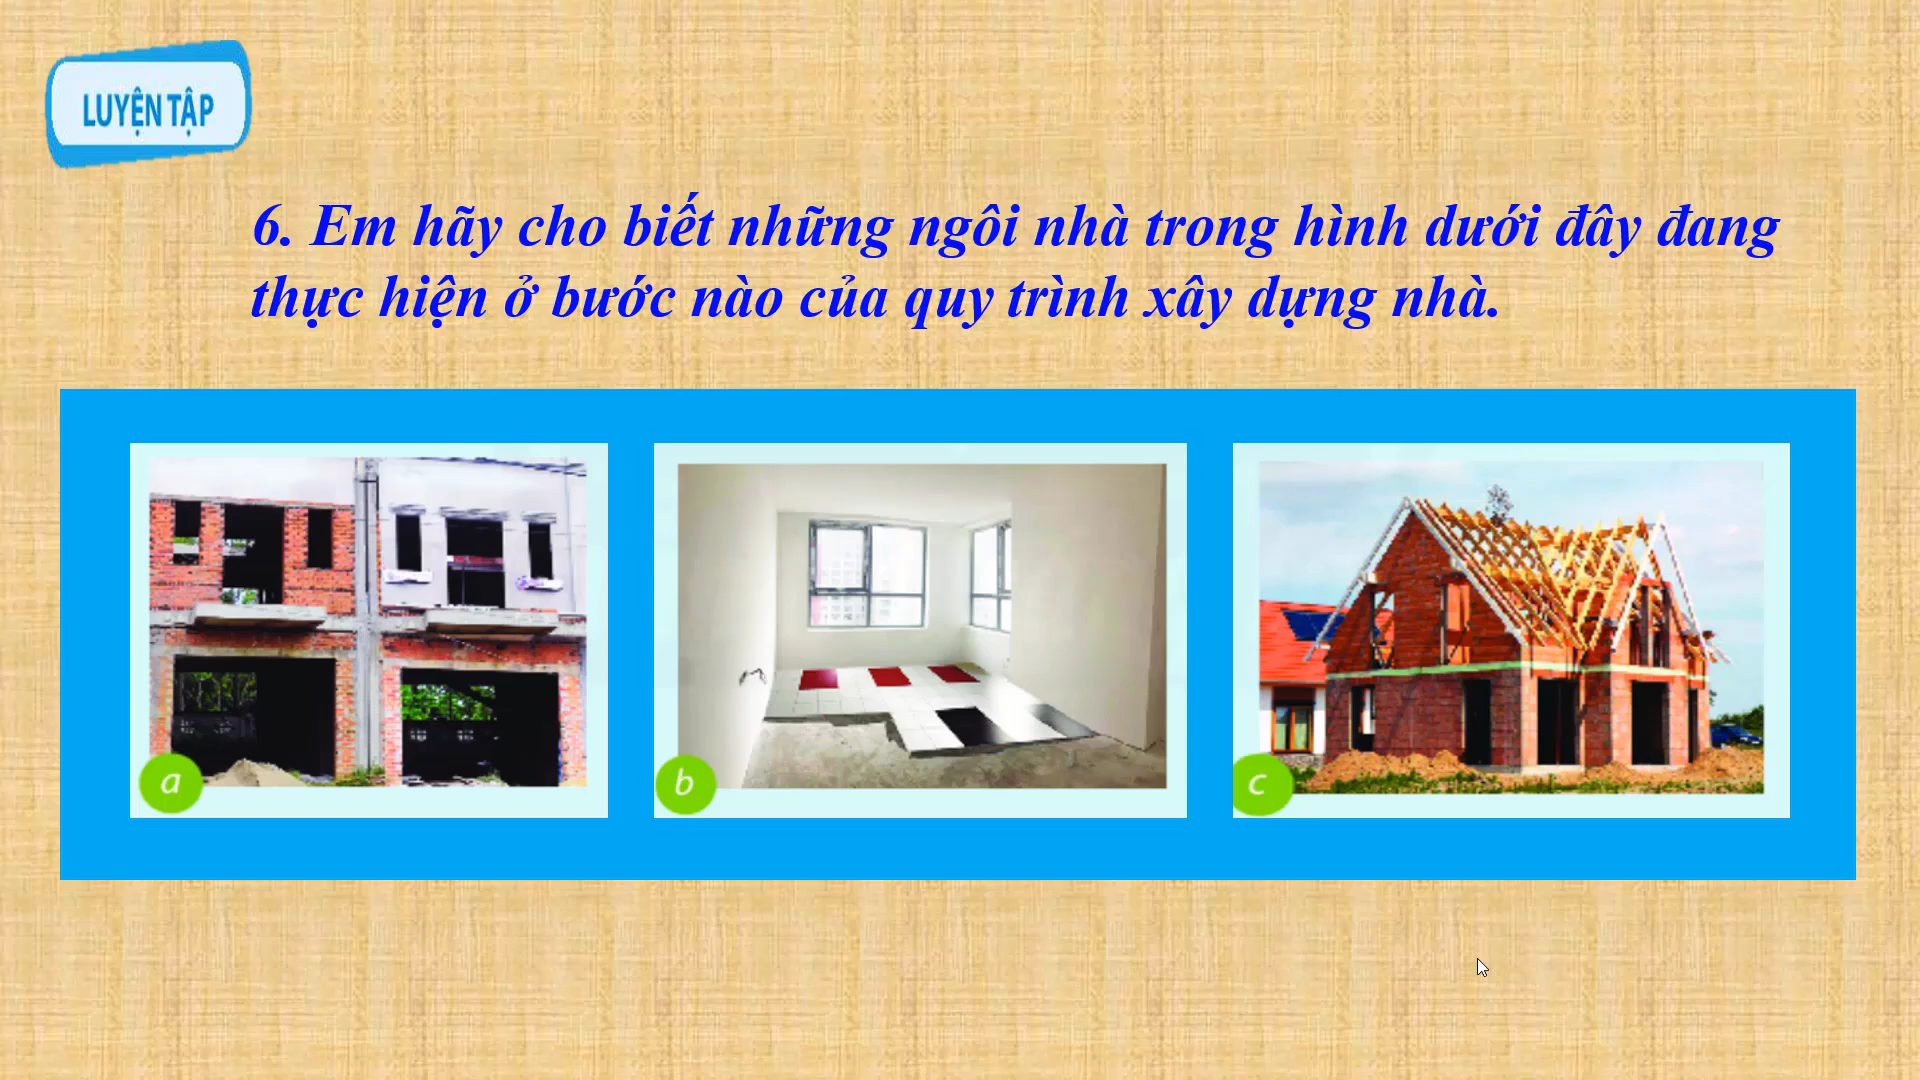 LUYỆN TẬP
6. Em hãy cho biết những ngôi nhà trong hình dưới đây đang
thực hiện ở bước nào của quy trình xây dựng nhà.
a
b
c